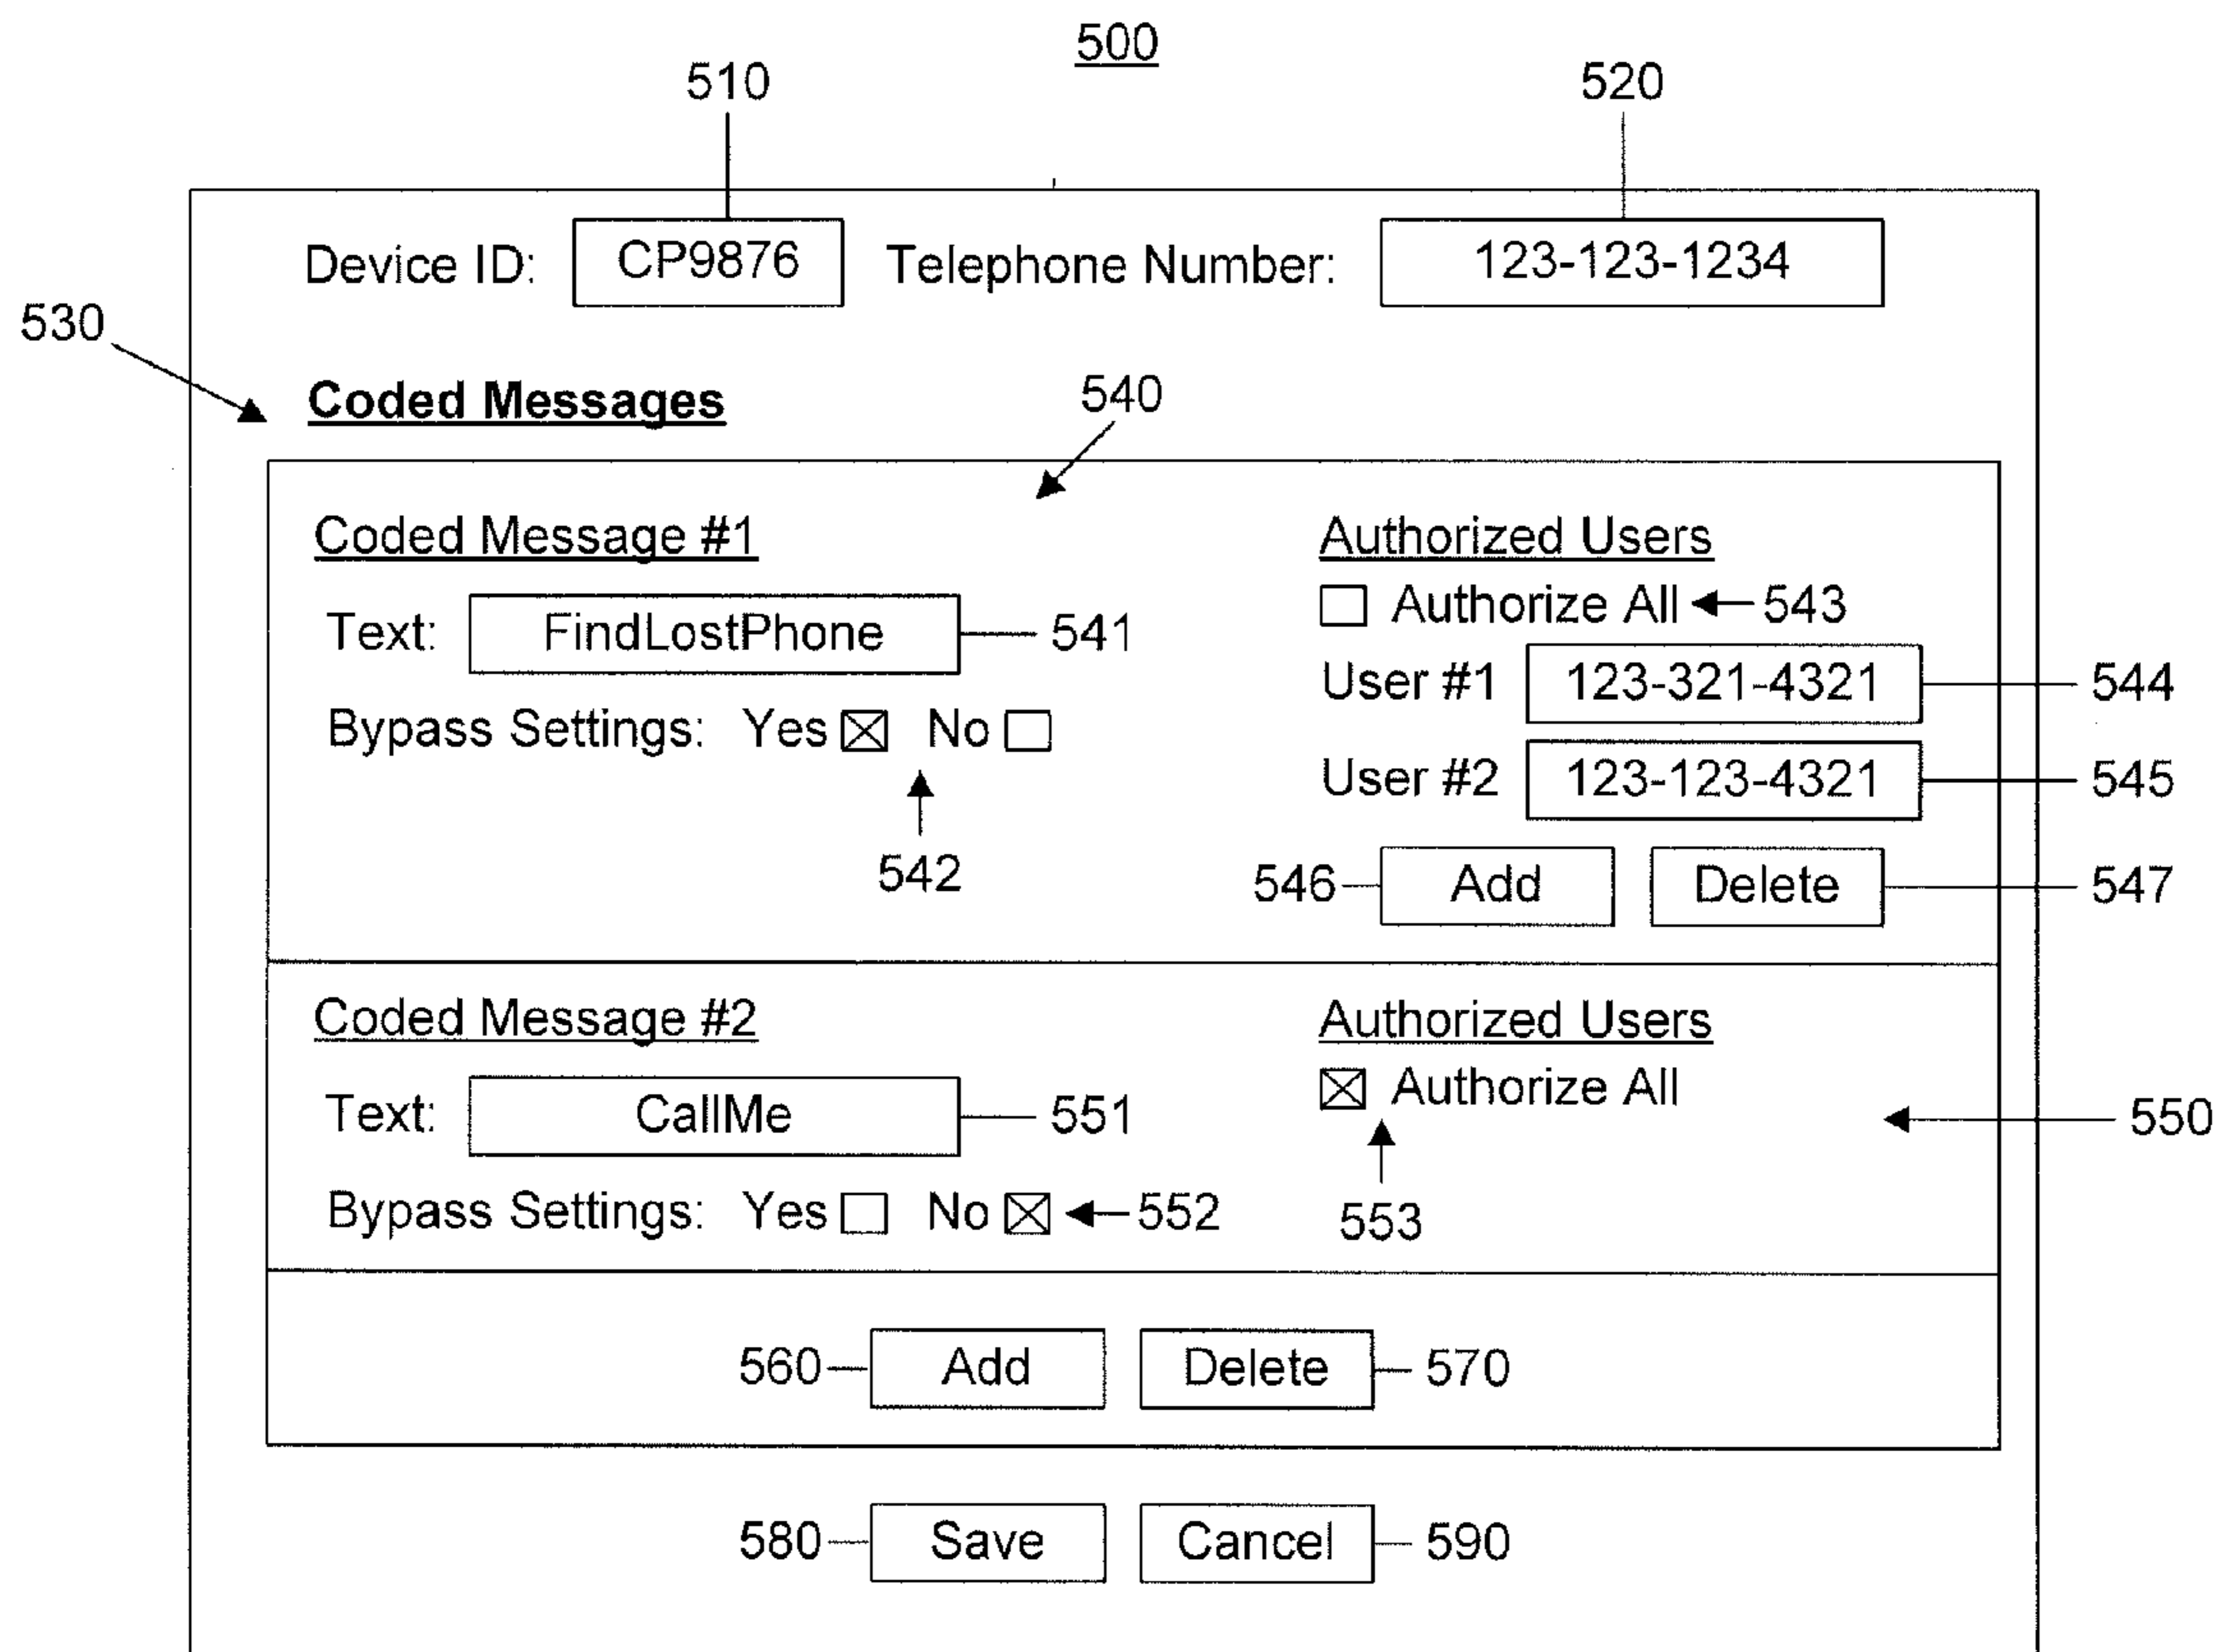 500
510 520
Device ID: CP9876 Telephone Number: 123-123-1234
530
Coded Messages 540
Coded Message #1 Authorized Users
Authorize All 543
Text: FindLostPhone 541
User #1 123-321-4321 544
Bypass Settings: Yes No
User #2 123-123-4321 545
542
546 Add Delete 547
Coded Message #2 Authorized Users
Authorize All
Text: CallMe 551 550
Bypass Settings: Yes No 552 553
560 Add Delete 570
580 Save Cancel 590